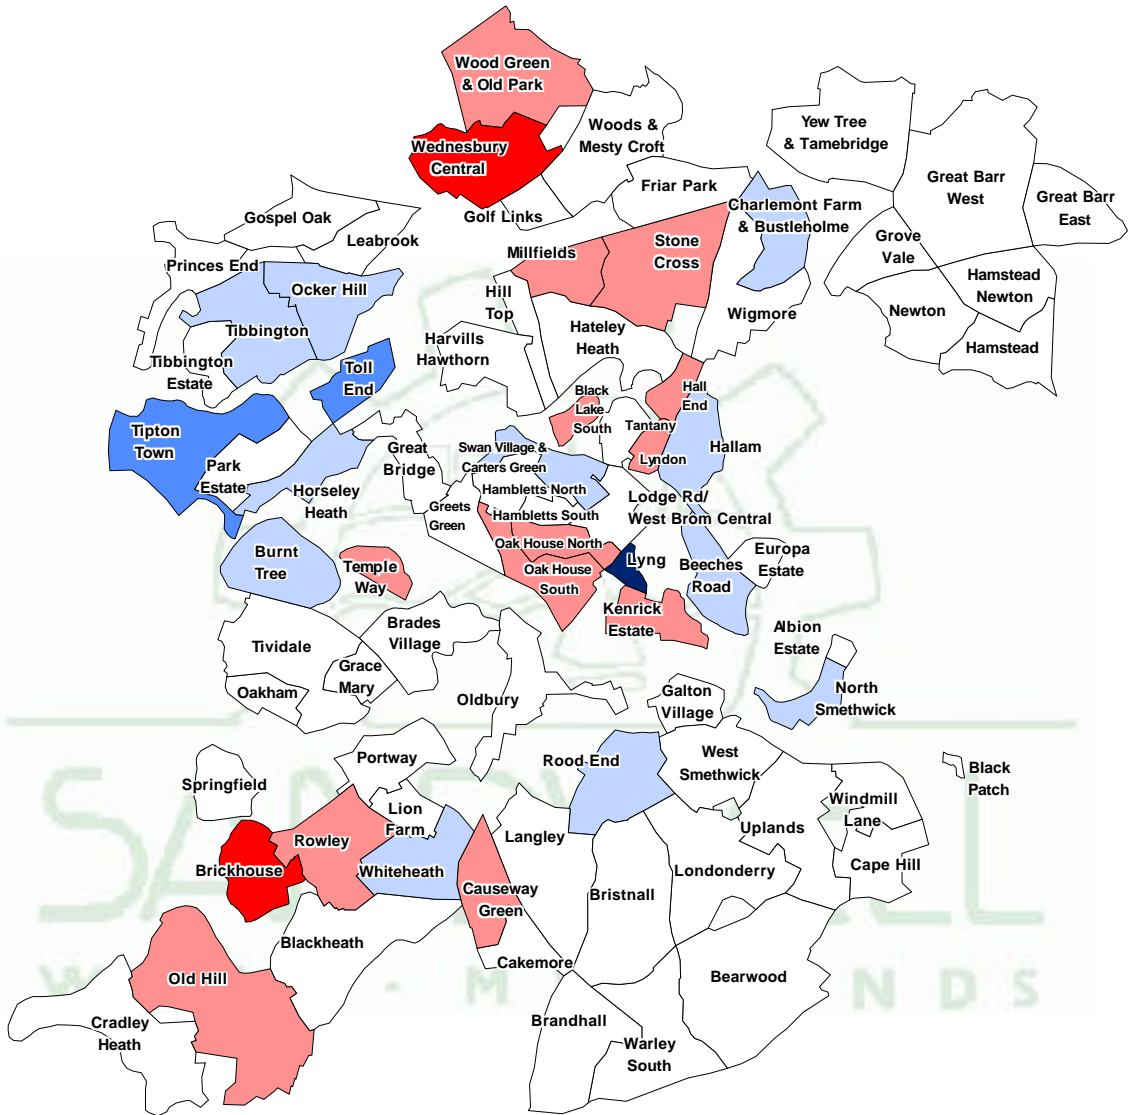 Wood Green
& Old Park
Wednesbury
Central
Woods &
Mesty Croft
Yew Tree
& Tamebridge
Friar Park
Great Barr
West
Great Barr
East
Charlemont Farm
& Bustleholme
Golf Links
Gospel Oak
Leabrook
Grove
Vale
Stone
Cross
Millfields
Princes End
Ocker Hill
Hamstead
Newton
Hill
Top
Newton
Wigmore
Tibbington
Hateley
Heath
Harvills
Hawthorn
Hamstead
Tibbington
Estate
Toll
End
Black
Lake
South
Hall
End
Tantany
Tipton
Town
Hallam
Great
Bridge
Swan Village &
Carters Green
Lyndon
Park
Estate
Horseley
Heath
Hambletts North
Lodge Rd/
West Brom Central
Greets
Green
Hambletts South
Oak House North
Burnt
Tree
Temple
Way
Oak House
South
Lyng
Beeches
Road
Europa
Estate
Kenrick
Estate
Brades
Village
Albion
Estate
Tividale
Grace
Mary
Oakham
Oldbury
Galton
Village
North
Smethwick
Portway
Rood End
West
Smethwick
Springfield
Black
Patch
Lion
Farm
Windmill
Lane
Langley
Uplands
Rowley
Brickhouse
Whiteheath
Londonderry
Cape Hill
Causeway
Green
Bristnall
Blackheath
Cakemore
Old Hill
Bearwood
Cradley
Heath
Brandhall
Warley
South